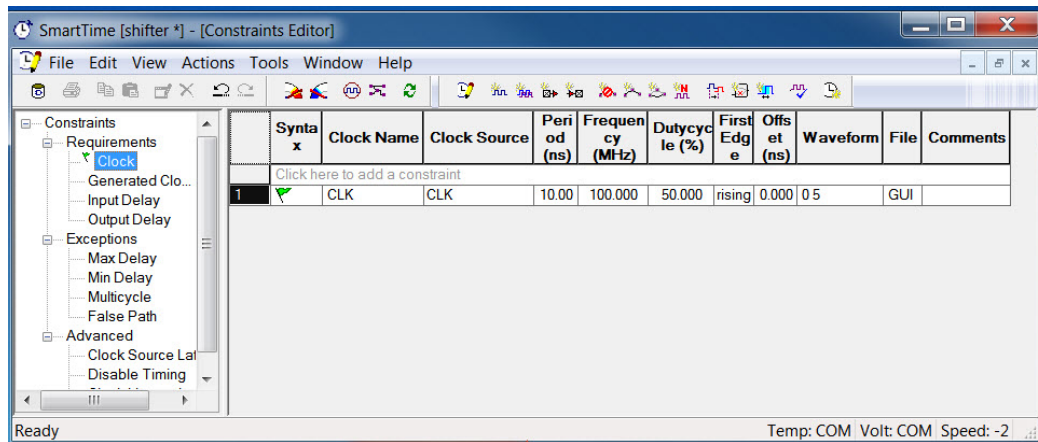 SmartTime [shifter *] - [Constraints Editor]
File Edit View Actions Tools Window Help
Constraints
Requirements
Clock
Generated Clo...
Input Delay
Output Delay
Exceptions
Max Delay
Min Delay
Multicycle
False Path
Advanced
Clock Source Lat
Disable Timing
Syntax Clock Name Clock Source Period (ns) Frequency (MHz) Dutycycle (%) First Edge Offset (ns) Waveform File Comments
Click here to add a constraint
1 CLK CLK 10.00 100.000 50.000 rising 0.000 0 5 GUI
Ready Temp: COM Volt: COM Speed: -2